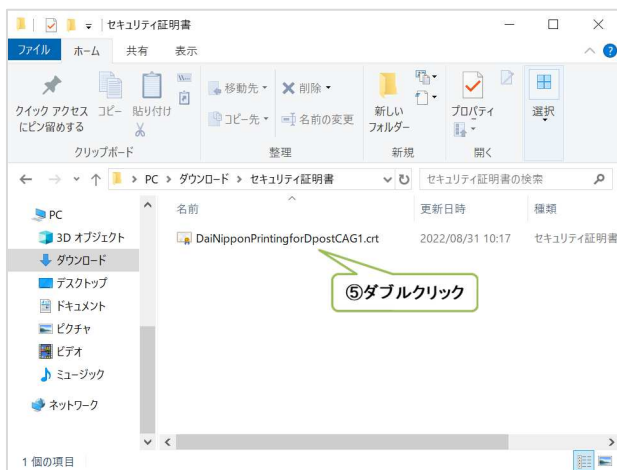 セキュリティ証明書
ファイル ホーム 共有 表示
クイック アクセス
にピン留めする
コピー
貼り付け
移動先
コピー先
削除
名前の変更
新しい
フォルダー
プロパティ
選択
クリップボード 整理 新規 開く
PC › ダウンロード › セキュリティ証明書
セキュリティ証明書の検索
名前 更新日時 種類
PC
3D オブジェクト
ダウンロード
デスクトップ
ドキュメント
ピクチャ
ビデオ
ミュージック
ネットワーク
DaiNipponPrintingforDpostCAG1.crt 2022/08/31 10:17 セキュリティ証明書
⑤ダブルクリック
1 個の項目